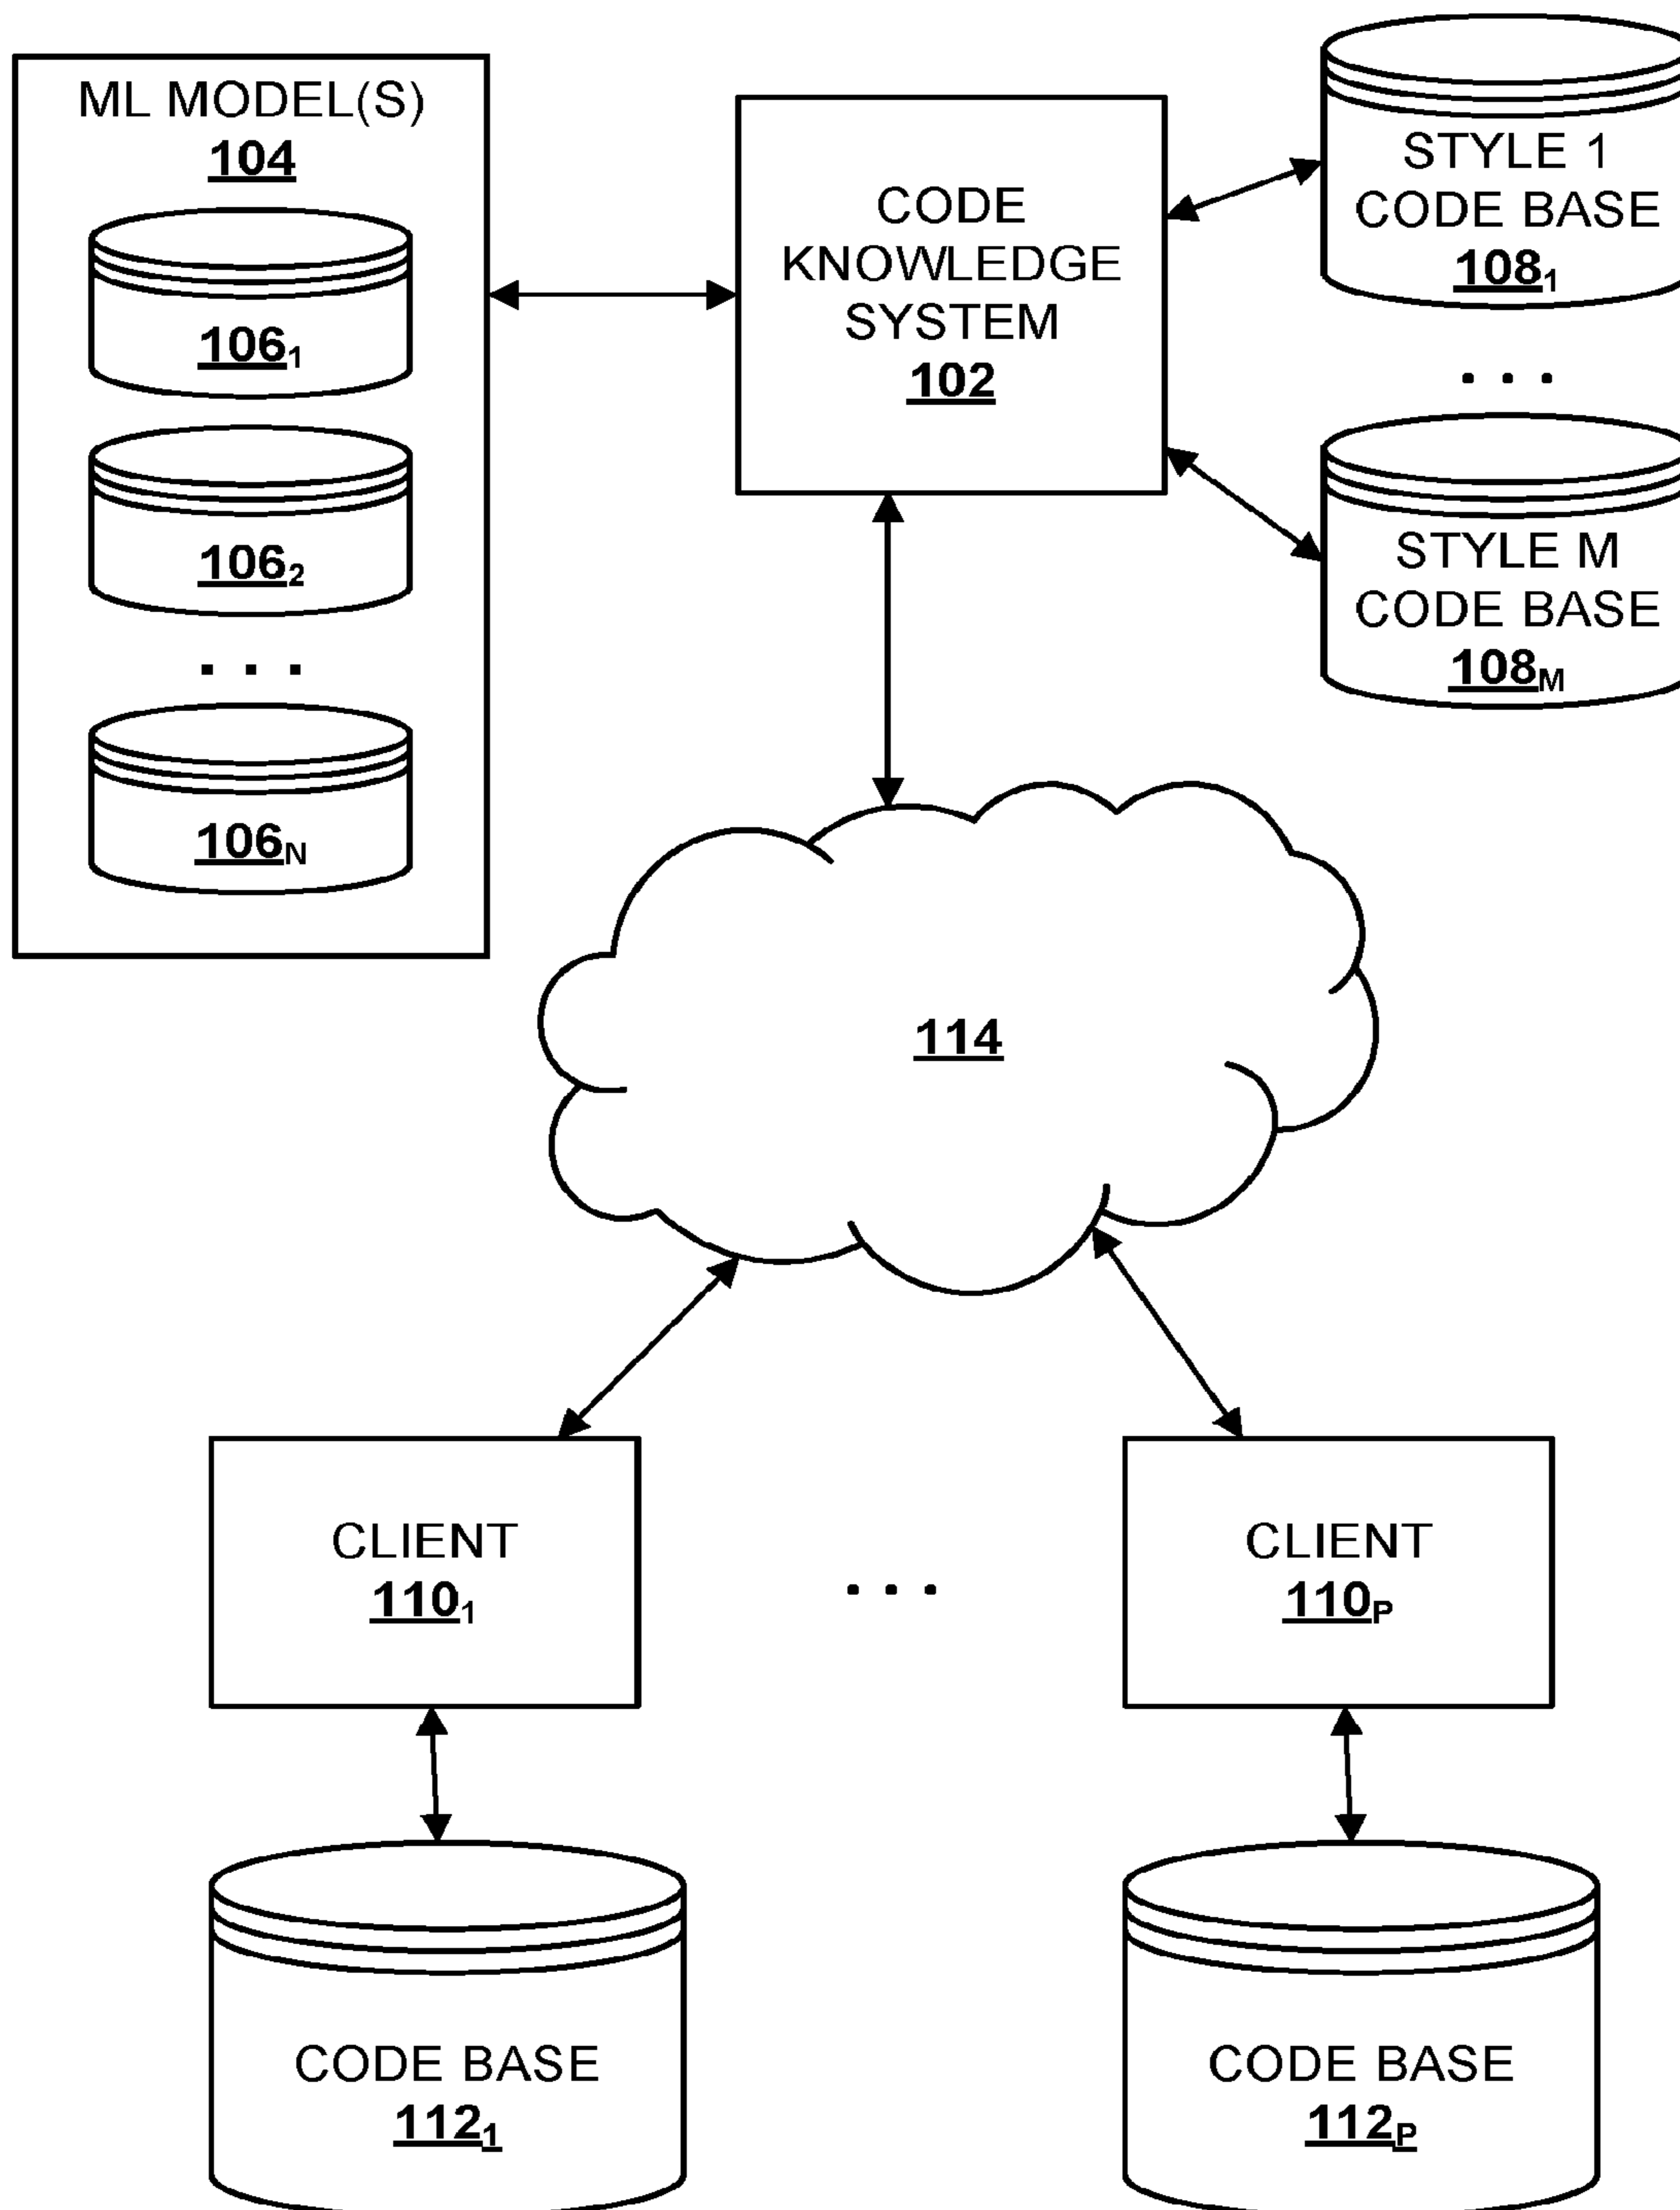 ML MODEL(S)
104
106₁
106₂
. . .
106N
CODE
KNOWLEDGE
SYSTEM
102
STYLE 1
CODE BASE
108₁
. . .
STYLE M
CODE BASE
108M
114
CLIENT
110₁
. . .
CLIENT
110P
CODE BASE
112₁
CODE BASE
112P